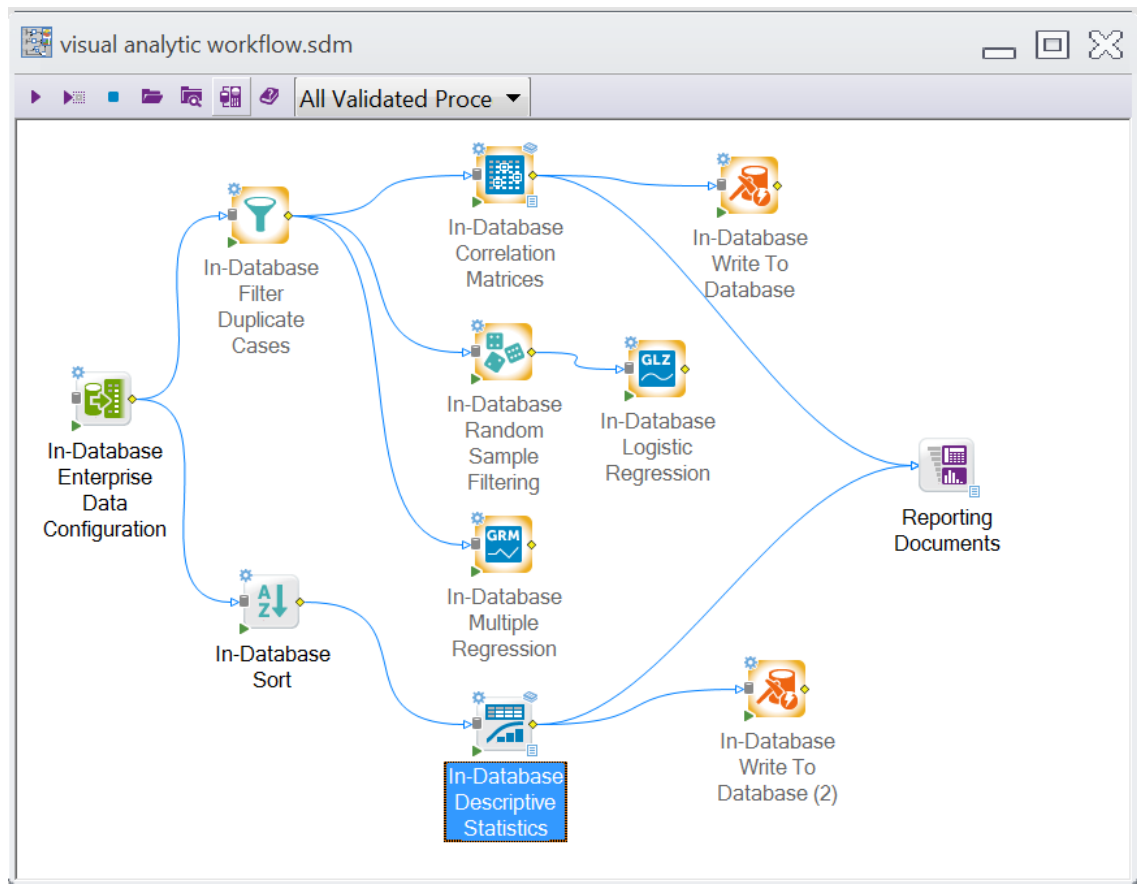 visual analytic workflow.sdm
All Validated Proce
In-Database
Filter
Duplicate
Cases
In-Database
Correlation
Matrices
In-Database
Write To
Database
In-Database
Enterprise
Data
Configuration
In-Database
Random
Sample
Filtering
GLZ
In-Database
Logistic
Regression
Reporting
Documents
GRM
In-Database
Multiple
Regression
A
Z
In-Database
Sort
In-Database
Descriptive
Statistics
In-Database
Write To
Database (2)